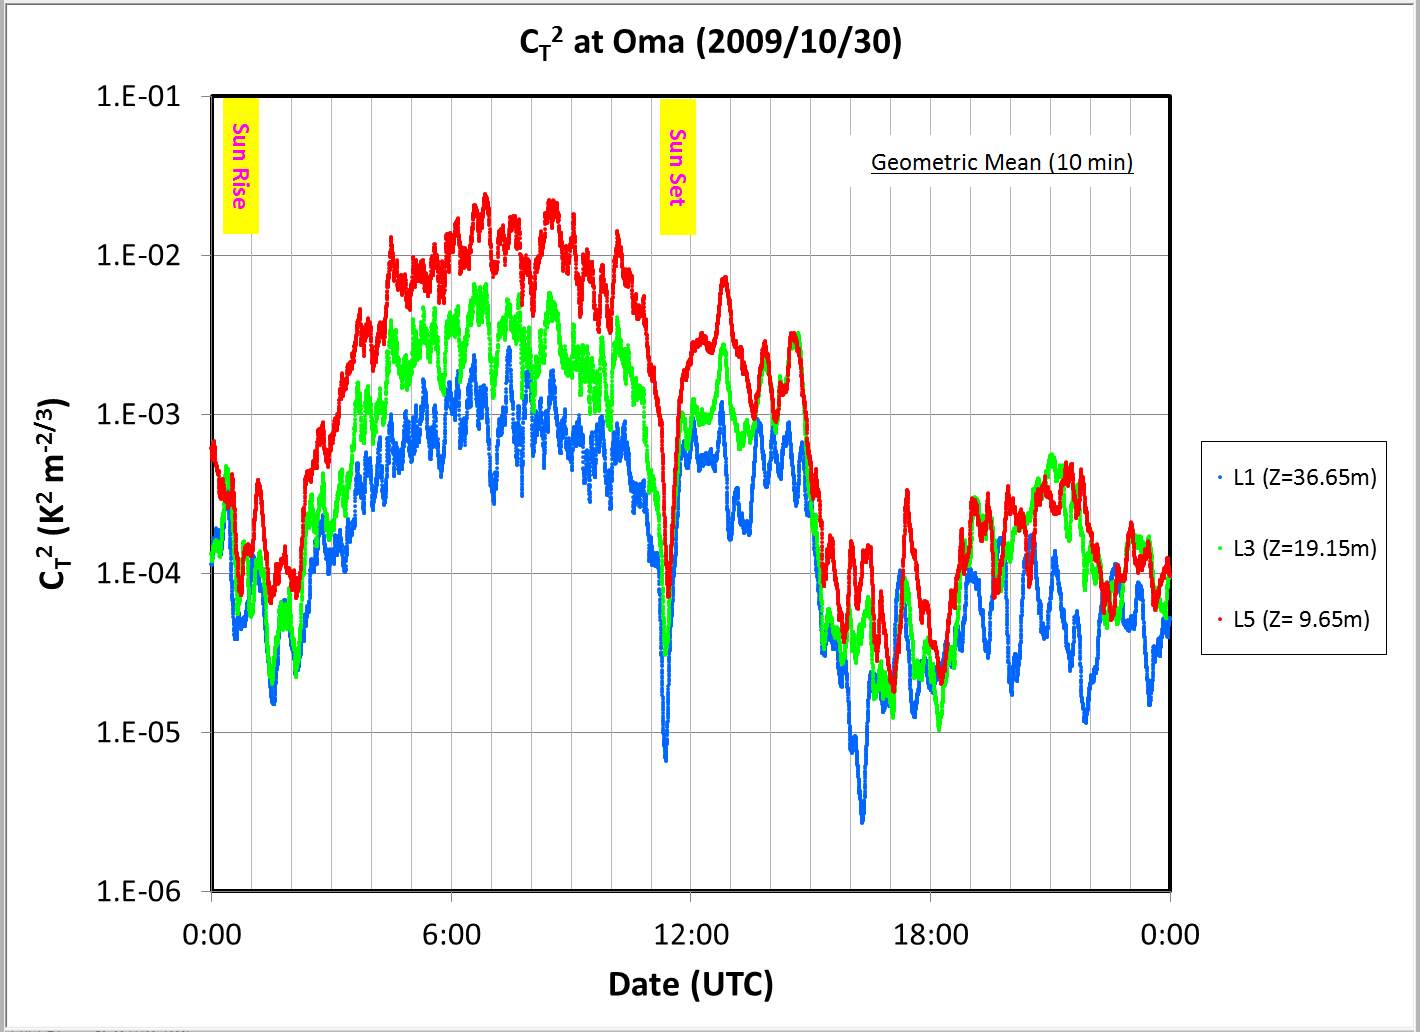 C_T² at Oma (2009/10/30)
1.E-01
1.E-02
1.E-03
1.E-04
1.E-05
1.E-06
C_T² (K² m⁻²/³)
Sun Rise
Sun Set
Geometric Mean (10 min)
L1 (Z=36.65m)
L3 (Z=19.15m)
L5 (Z= 9.65m)
0:00 6:00 12:00 18:00 0:00
Date (UTC)